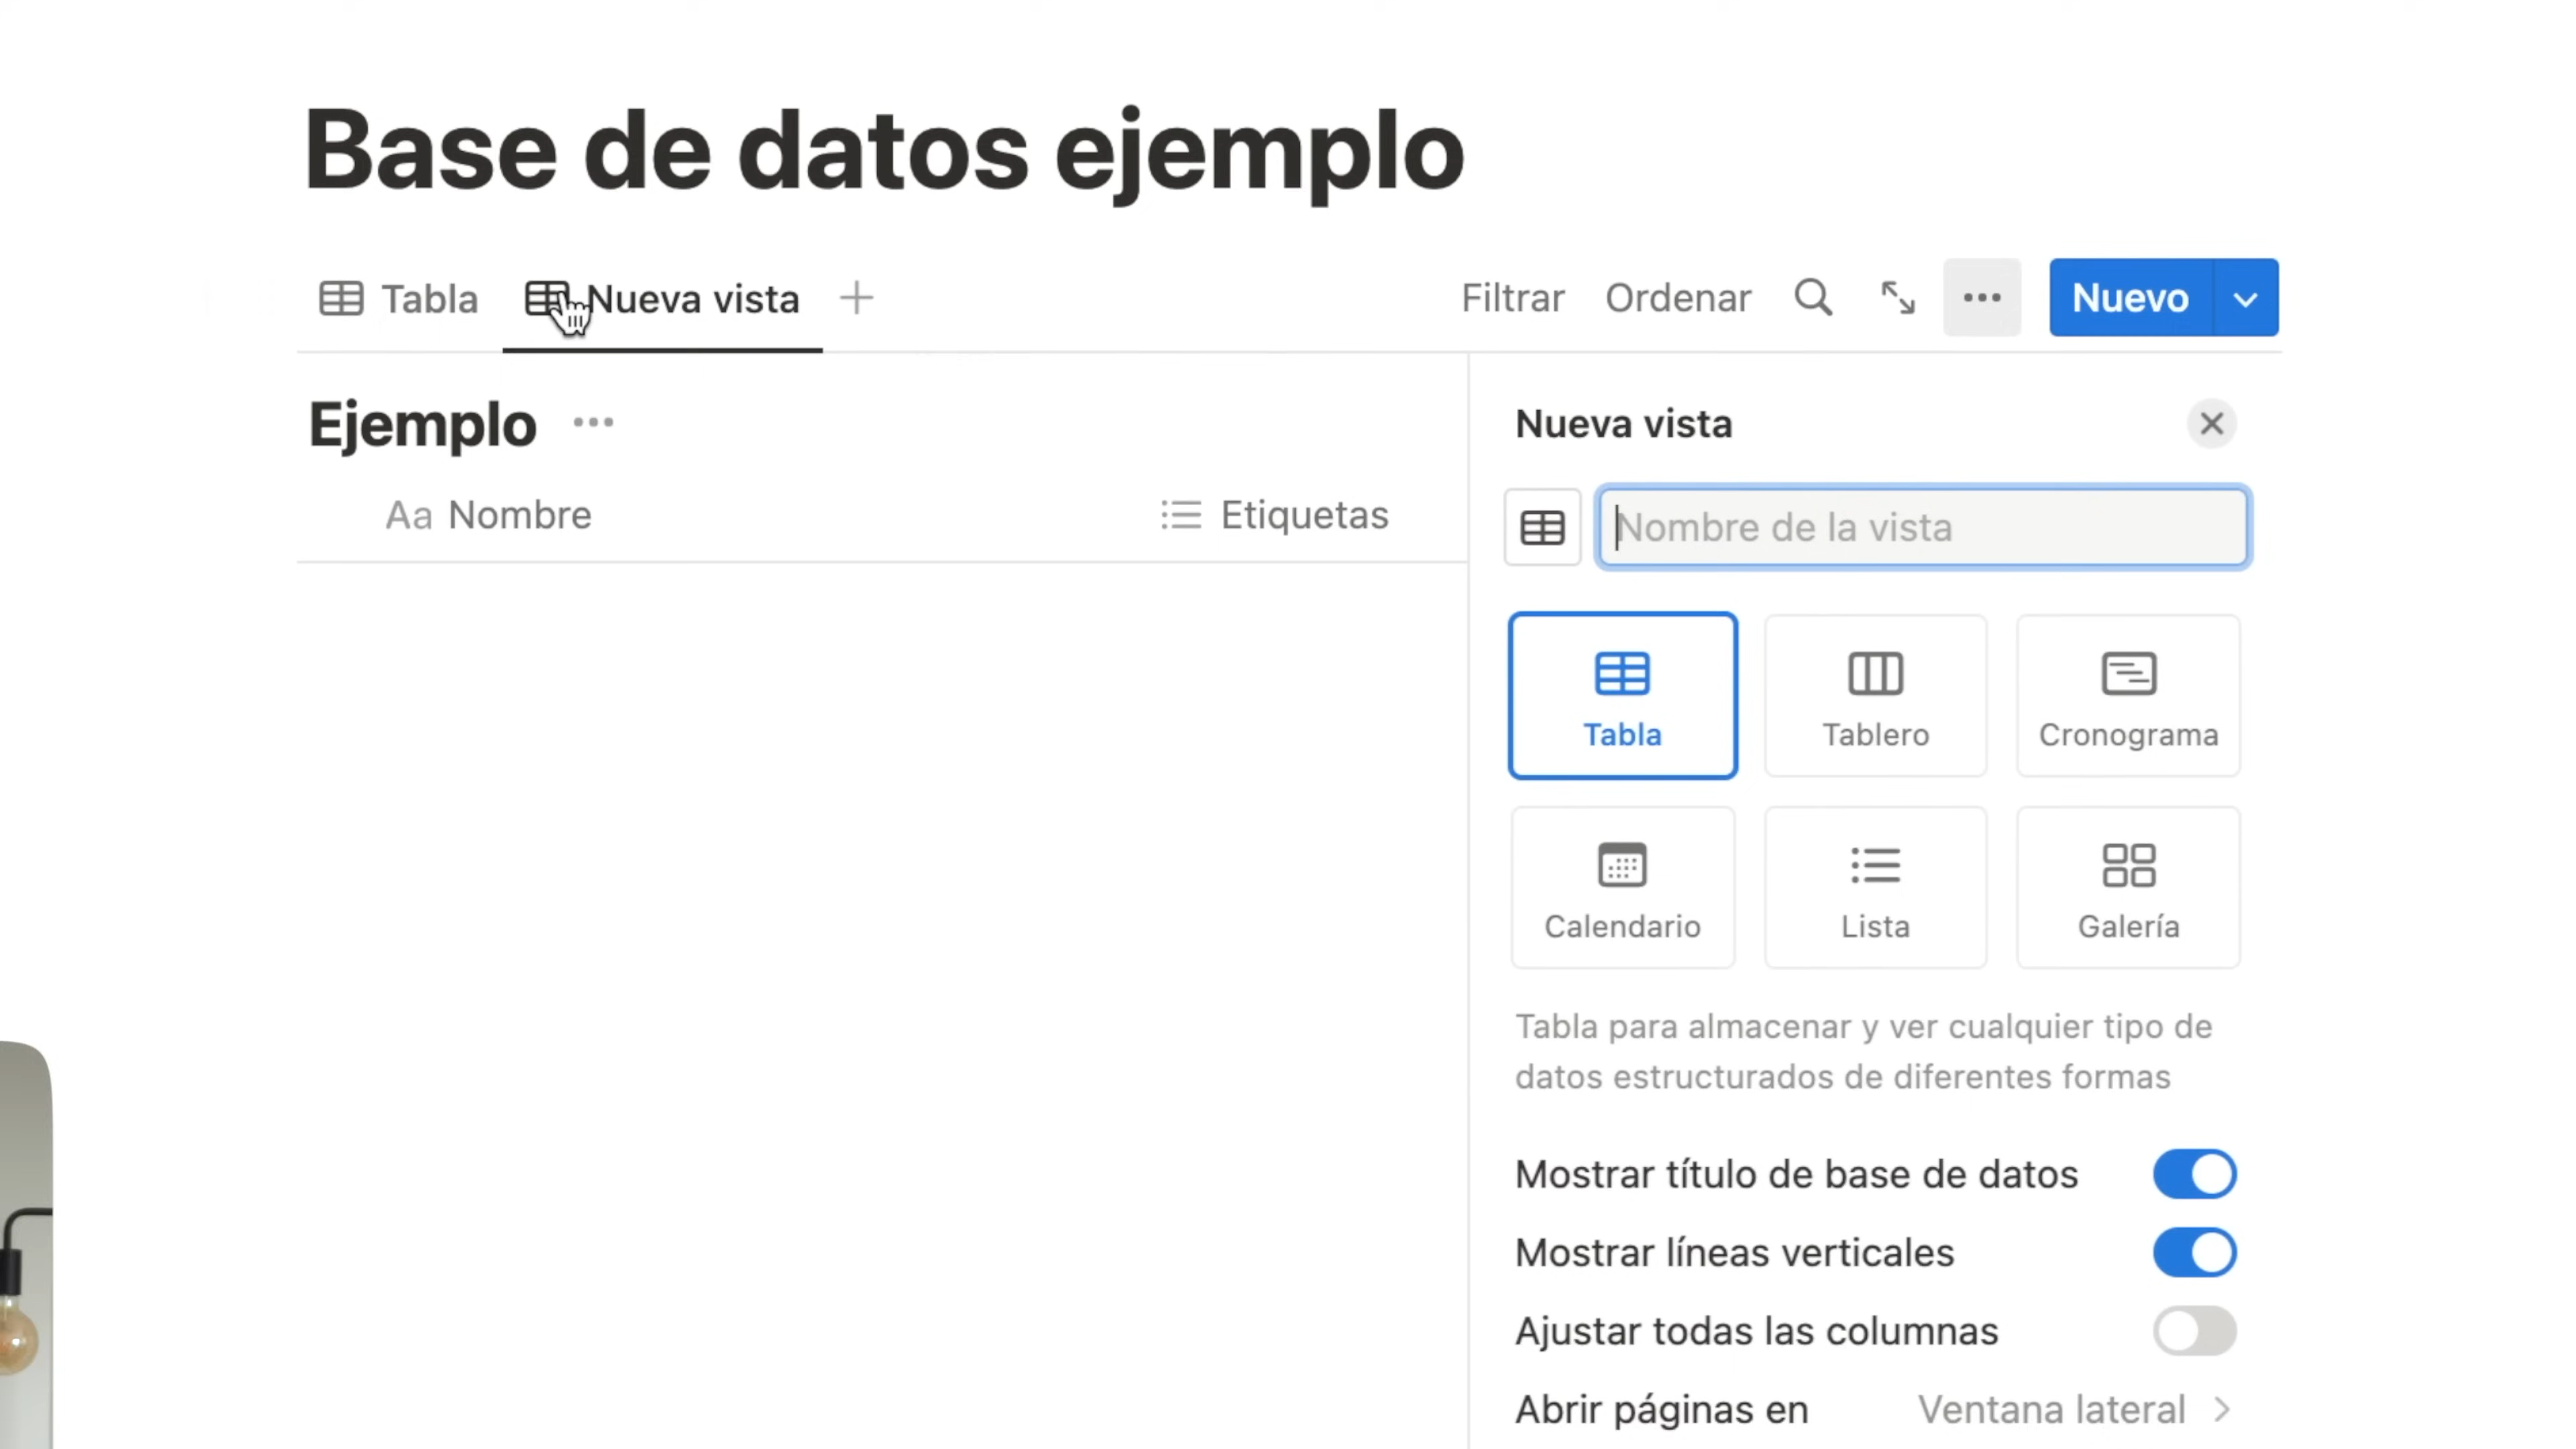 Base de datos ejemplo
Tabla Nueva vista Filtrar Ordenar Nuevo
Ejemplo
Aa Nombre Etiquetas
Nueva vista
Nombre de la vista
Tabla Tablero Cronograma
Calendario Lista Galería
Tabla para almacenar y ver cualquier tipo de
datos estructurados de diferentes formas
Mostrar título de base de datos
Mostrar líneas verticales
Ajustar todas las columnas
Abrir páginas en Ventana lateral